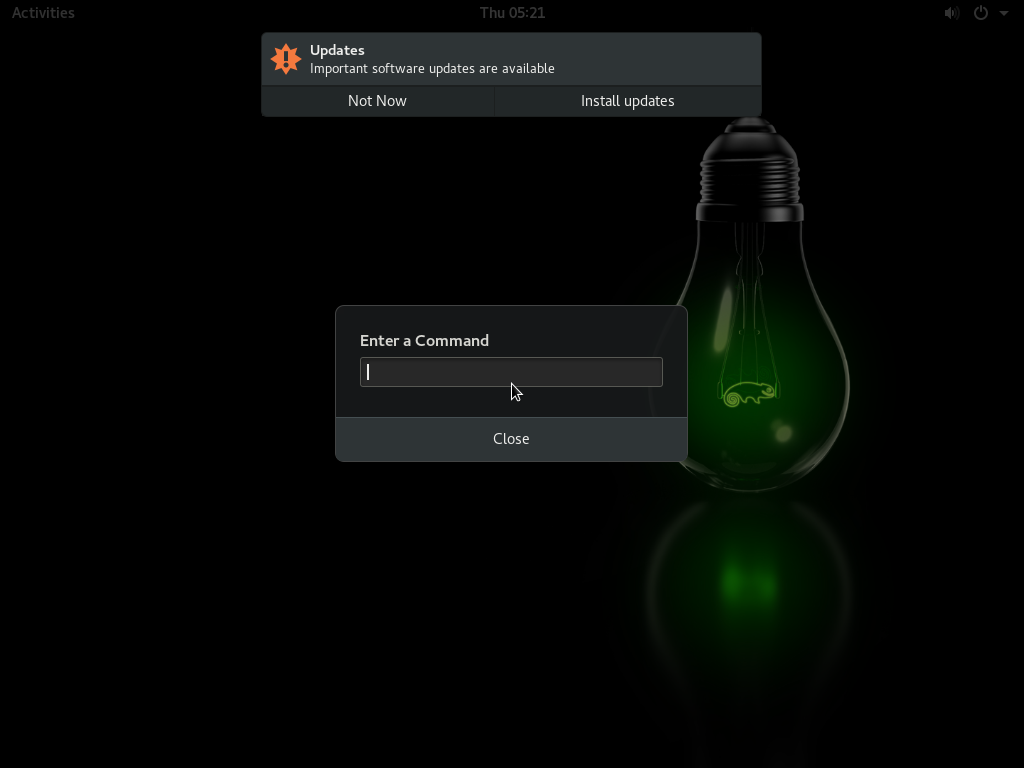 Activities
Thu 05:21
Updates
Important software updates are available
Not Now
Install updates
Enter a Command
Close